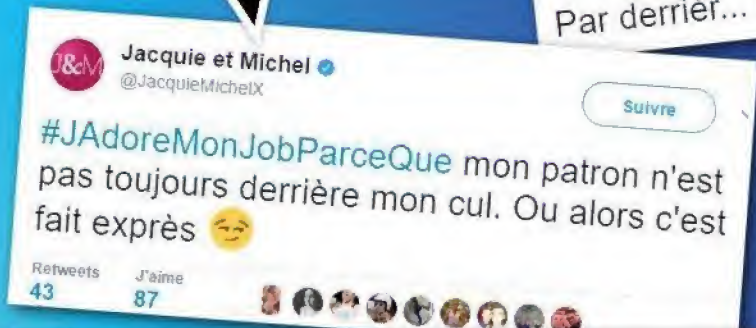 Par derrièr...
J&M
Jacquie et Michel
@JacquieMichelX
Suivre
#JAdoreMonJobParceQue mon patron n'est
pas toujours derrière mon cul. Ou alors c'est
fait exprès 😏
Retweets J'aime
43 87